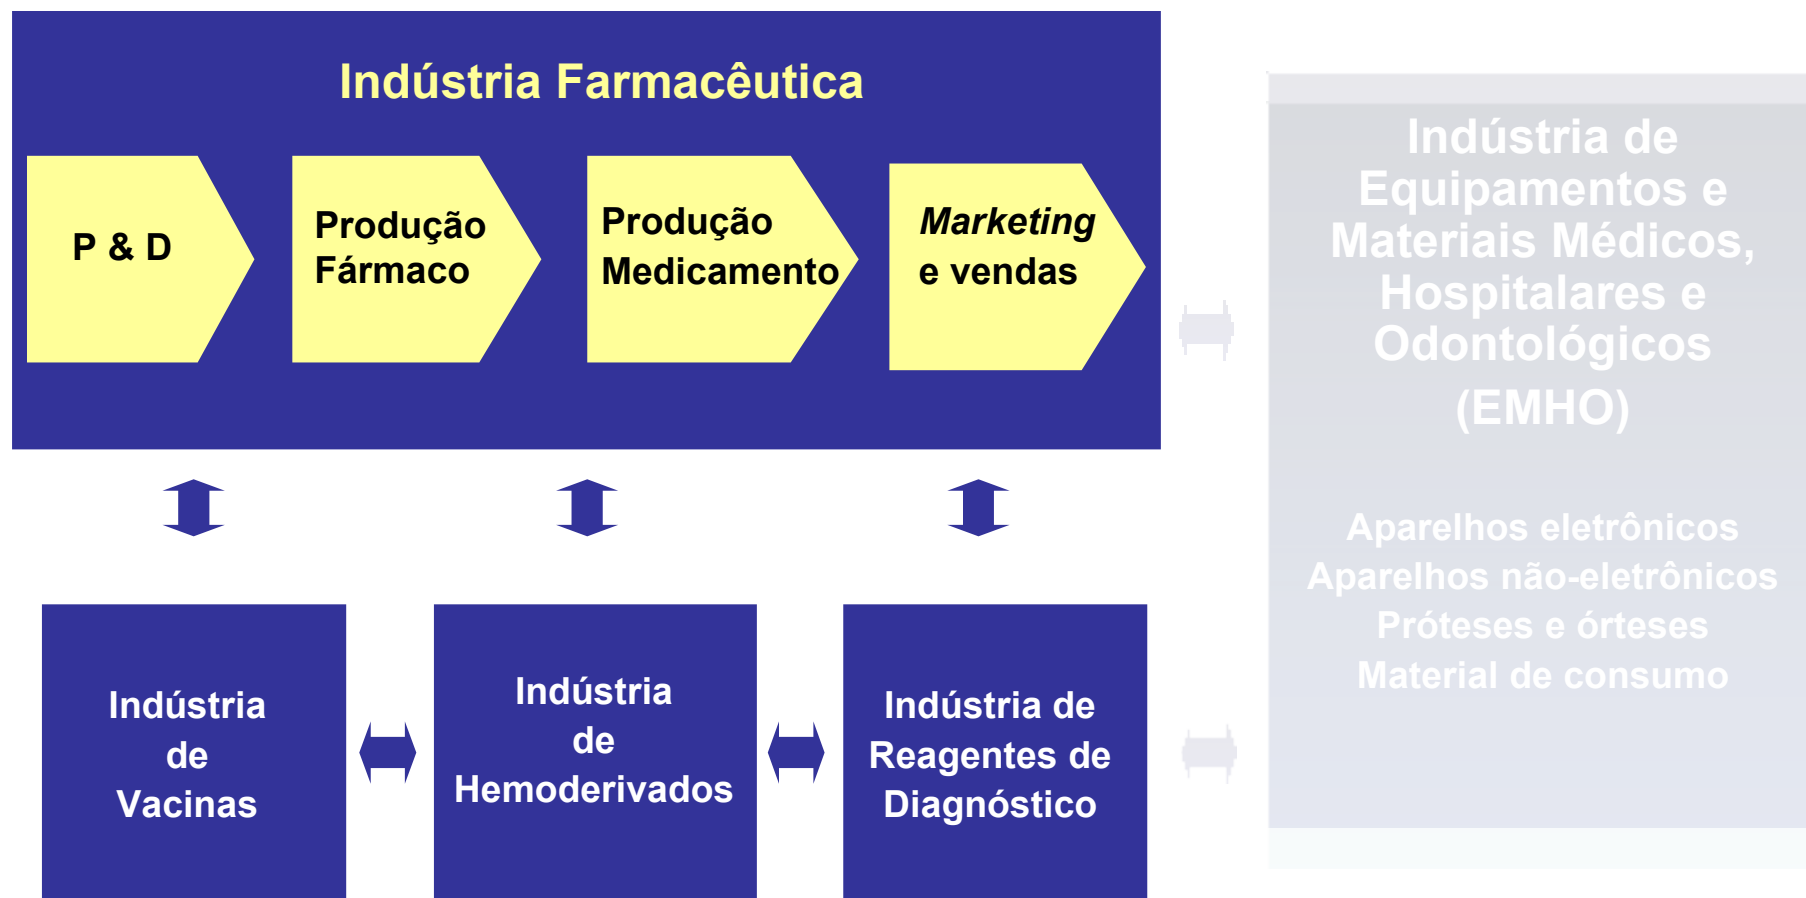 Indústria Farmacêutica
P & D
Produção
Fármaco
Produção
Medicamento
Marketing
e vendas
Indústria de
Equipamentos e
Materiais Médicos,
Hospitalares e
Odontológicos
(EMHO)
Aparelhos eletrônicos
Aparelhos não-eletrônicos
Próteses e órteses
Material de consumo
Indústria
de
Vacinas
Indústria
de
Hemoderivados
Indústria de
Reagentes de
Diagnóstico